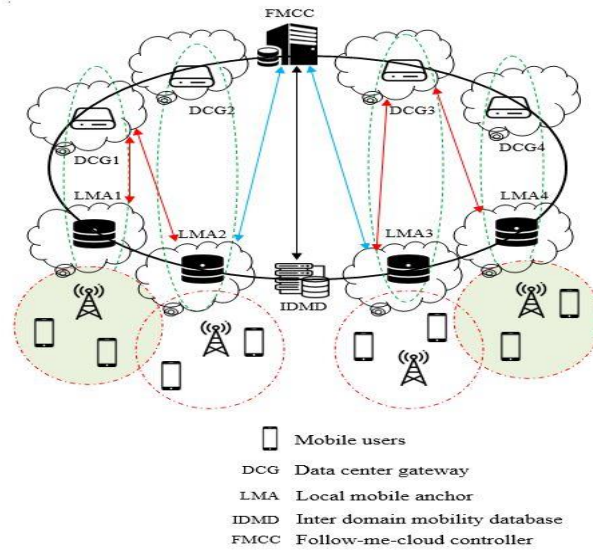 FMCC
DCG2
DCG3
DCG1
DCG4
LMA1
LMA4
LMA2
LMA3
IDMD
Mobile users
DCG Data center gateway
LMA Local mobile anchor
IDMD Inter domain mobility database
FMCC Follow-me-cloud controller